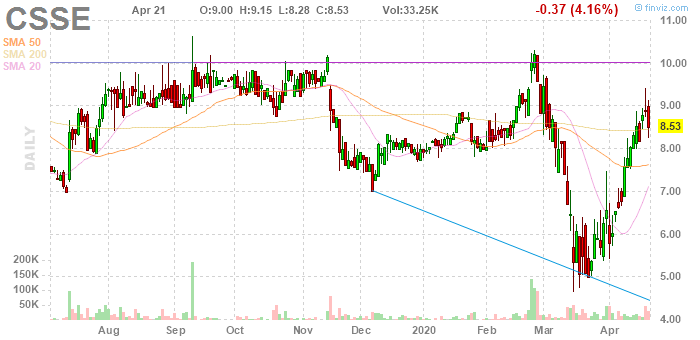 CSSE Apr 21 O:9.00 H:9.15 L:8.28 C:8.53 Vol:33.25K -0.37 (4.16%) © finviz.com
SMA 50
SMA 200
SMA 20
DAILY
11.00
10.00
9.00
8.53
8.00
7.00
6.00
5.00
4.00
200K
150K
100K
50K
Aug Sep Oct Nov Dec 2020 Feb Mar Apr